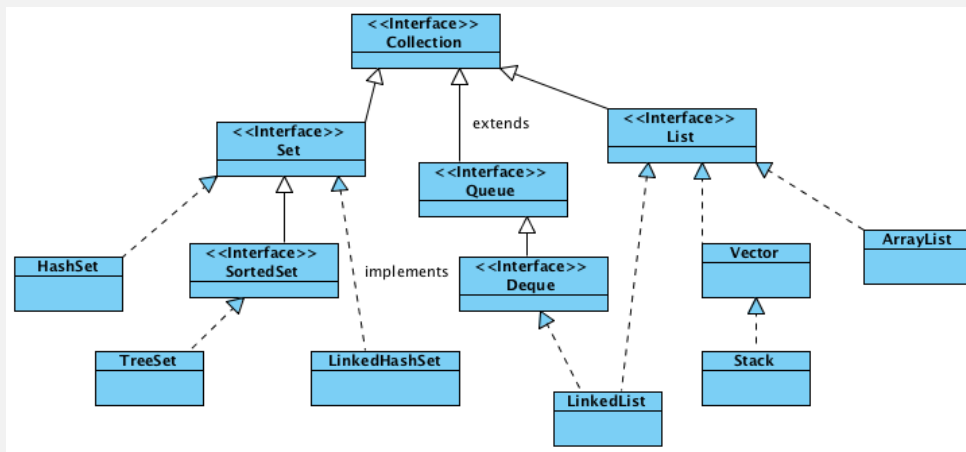 <<Interface>>
Collection
<<Interface>>
Set
extends
<<Interface>>
List
<<Interface>>
Queue
HashSet
<<Interface>>
SortedSet
implements
<<Interface>>
Deque
Vector
ArrayList
TreeSet
LinkedHashSet
LinkedList
Stack